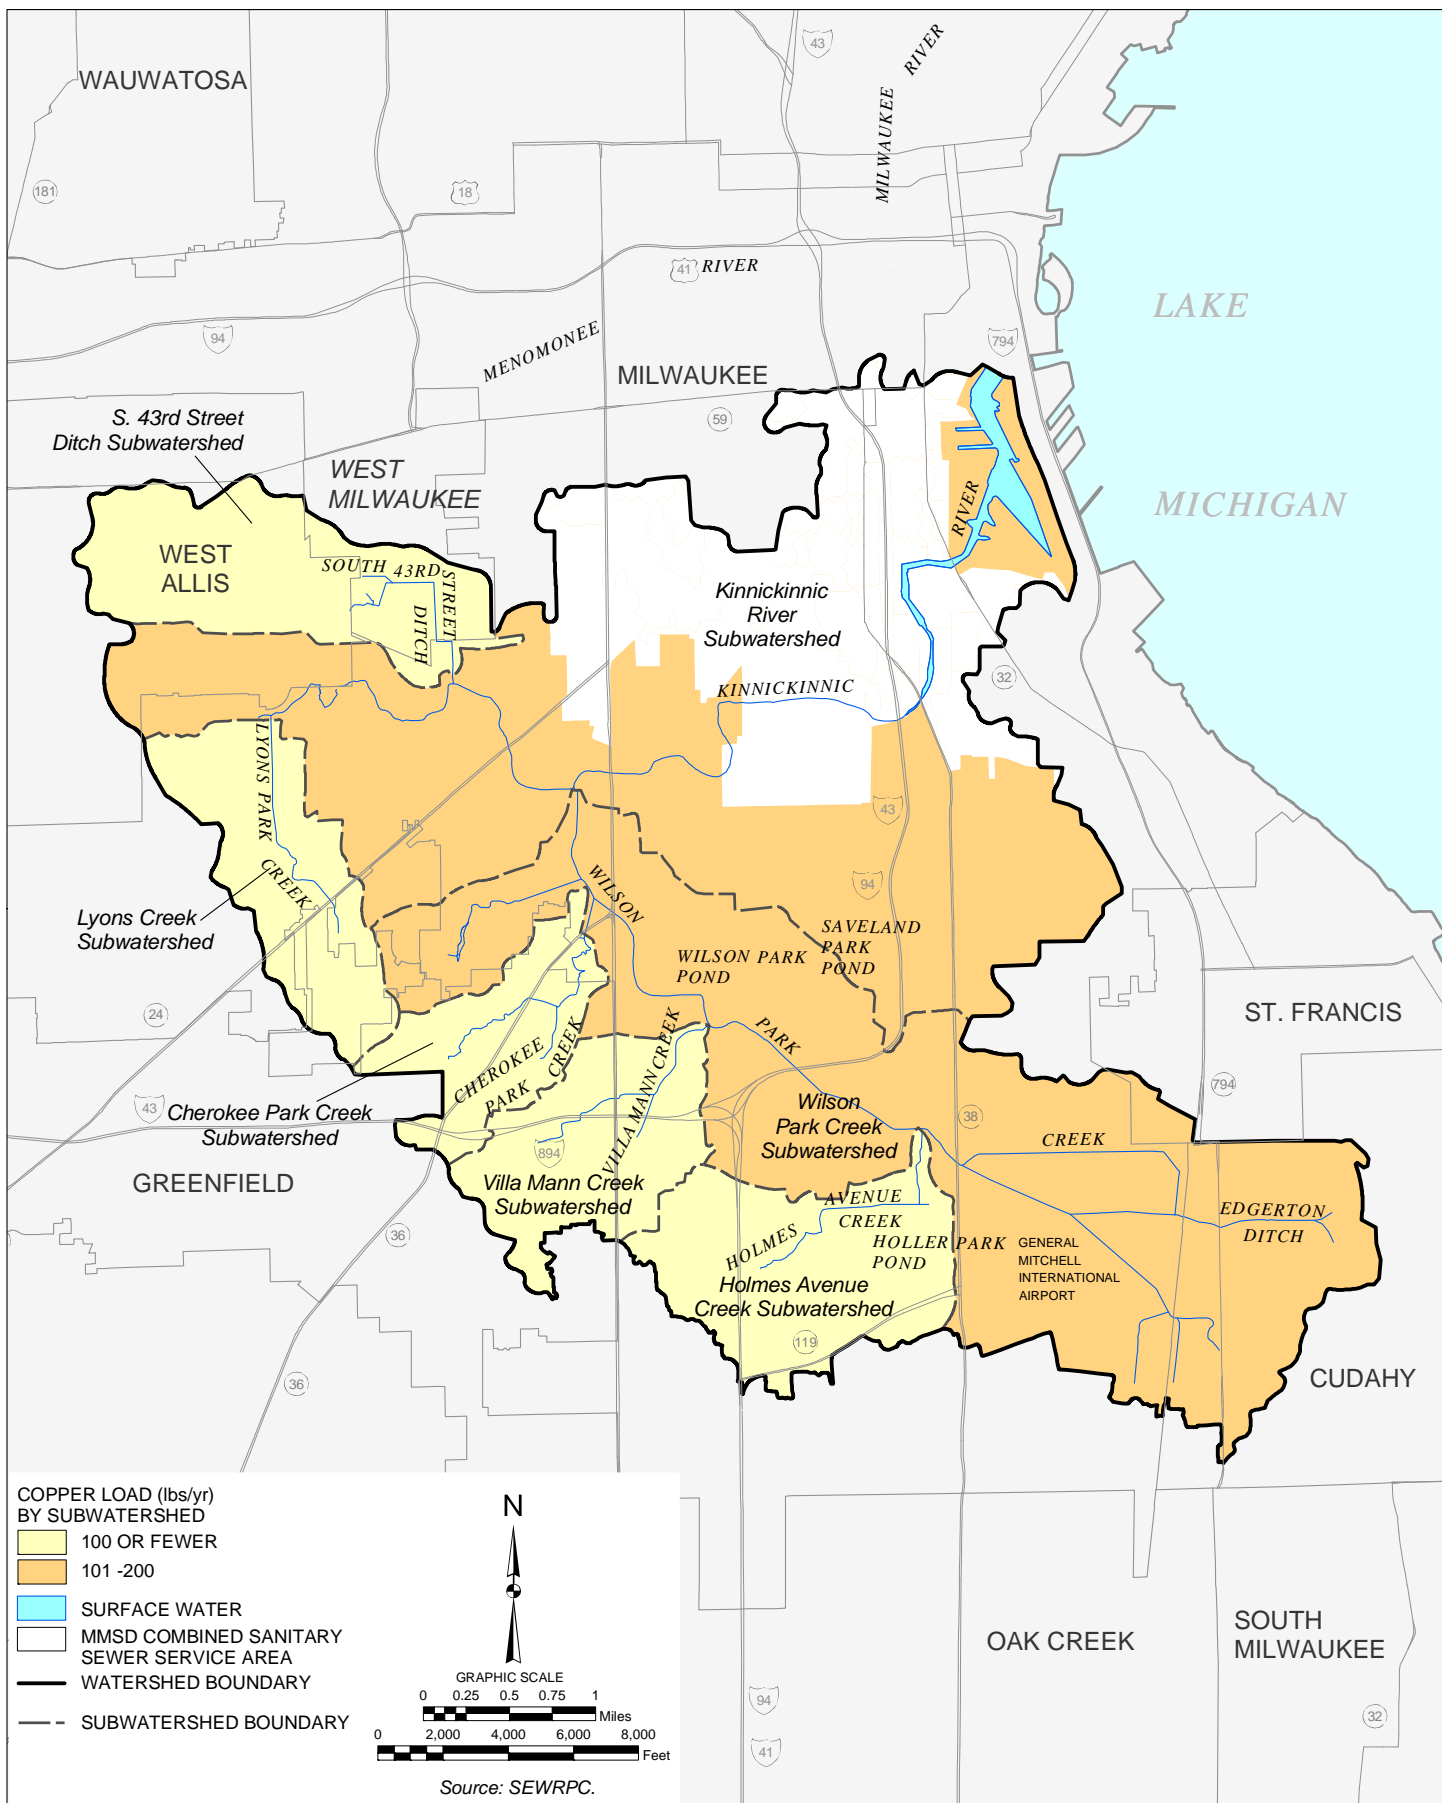 WAUWATOSA
43
MILWAUKEE RIVER
181
18
41
RIVER
94
MENOMONEE
MILWAUKEE
794
LAKE
MICHIGAN
59
S. 43rd Street
Ditch Subwatershed
WEST
MILWAUKEE
WEST
ALLIS
SOUTH 43RD STREET
DITCH
RIVER
Kinnickinnic
River
Subwatershed
KINNICKINNIC
32
LYONS PARK
CREEK
43
94
WILSON
Lyons Creek
Subwatershed
WILSON PARK
POND
SAVELAND
PARK
POND
24
ST. FRANCIS
PARK
CHEROKEE
PARK
CREEK
VILLA MANN CREEK
794
43
Cherokee Park Creek
Subwatershed
Wilson
Park Creek
Subwatershed
38
CREEK
894
GREENFIELD
Villa Mann Creek
Subwatershed
AVENUE
CREEK
HOLMES
HOLLER PARK
POND
EDGERTON
DITCH
GENERAL
MITCHELL
INTERNATIONAL
AIRPORT
36
Holmes Avenue
Creek Subwatershed
119
36
CUDAHY
COPPER LOAD (lbs/yr)
BY SUBWATERSHED
100 OR FEWER
101 -200
SURFACE WATER
MMSD COMBINED SANITARY
SEWER SERVICE AREA
WATERSHED BOUNDARY
SUBWATERSHED BOUNDARY
N
GRAPHIC SCALE
0 0.25 0.5 0.75 1
Miles
0 2,000 4,000 6,000 8,000
Feet
Source: SEWRPC.
OAK CREEK
SOUTH
MILWAUKEE
94
41
32